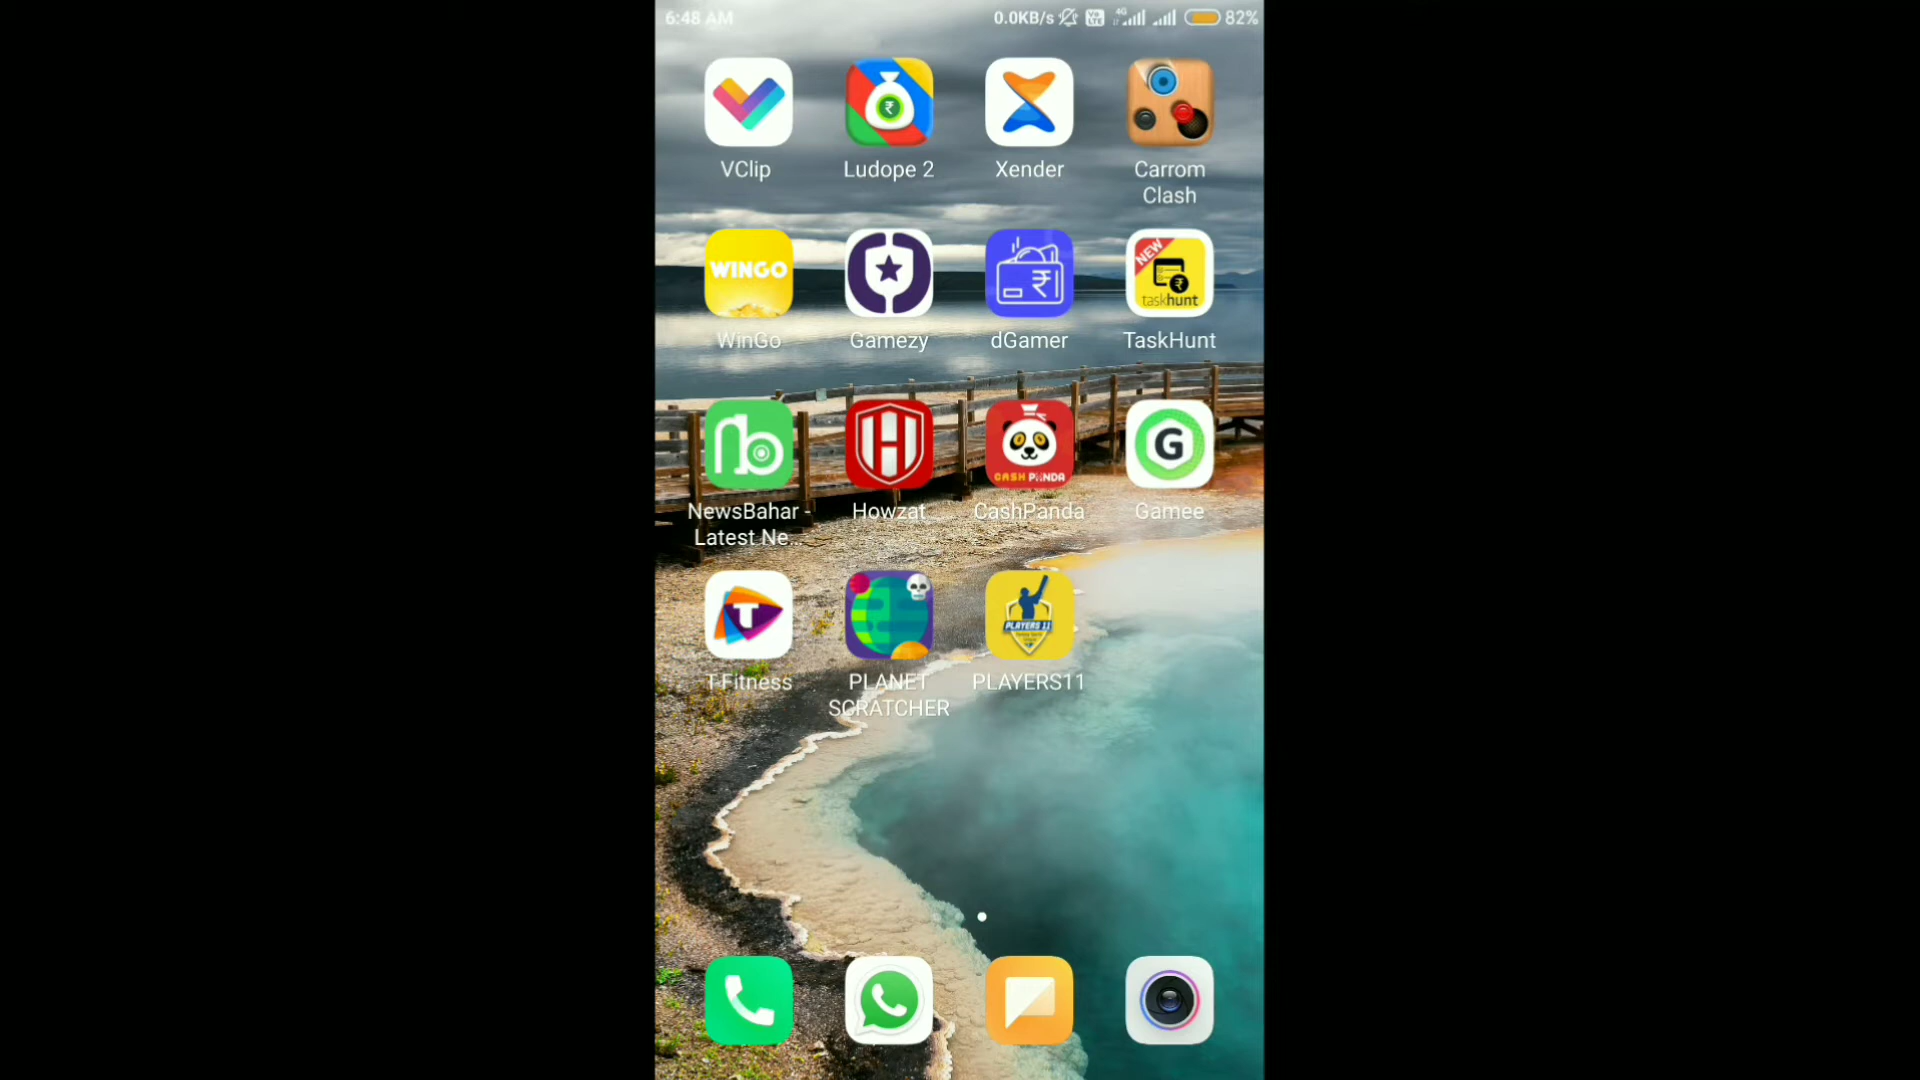 6:48 AM 0.0KB/s 4G 82%
VClip Ludope 2 Xender Carrom
Clash
WINGO NEW
taskhunt
WinGo Gamezy dGamer TaskHunt
CASH PANDA G
NewsBahar - Howzat CashPanda Gamee
Latest Ne...
T PLAYERS 11
T-Fitness PLANET PLAYERS11
SCRATCHER